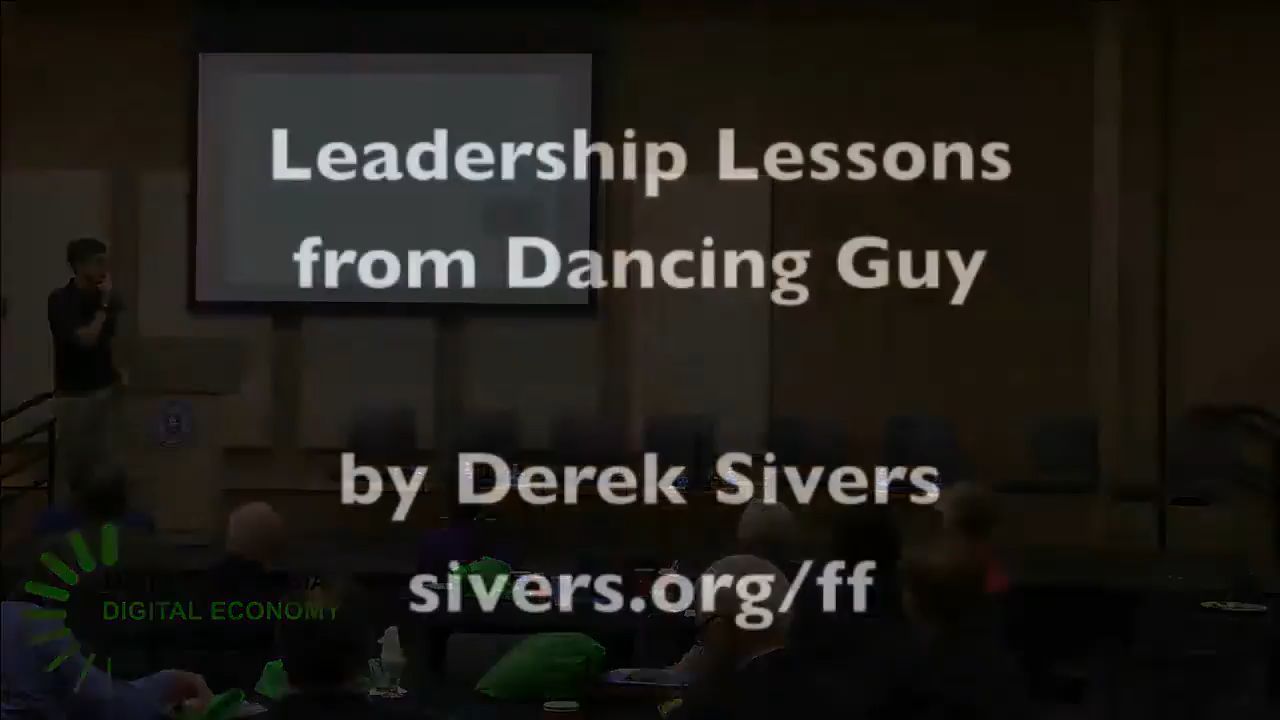 Leadership Lessons
from Dancing Guy
by Derek Sivers
sivers.org/ff
DIGITAL ECONOMY